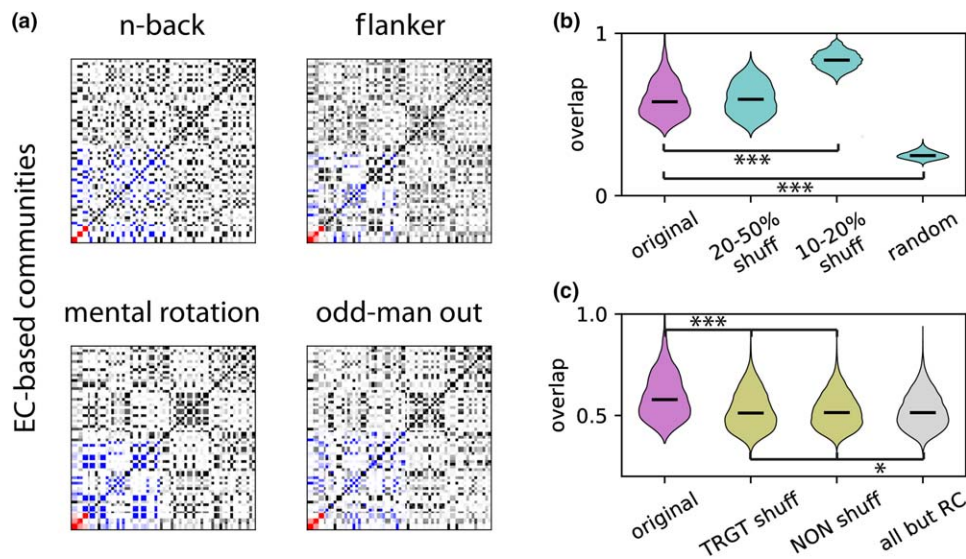 (a)
n-back
flanker
mental rotation
odd-man out
EC-based communities
(b)
1
0
overlap
***
***
original
20-50%
shuff
10-20%
shuff
random
(c)
1.0
0.5
overlap
***
*
original
TRGT shuff
NON shuff
all but RC